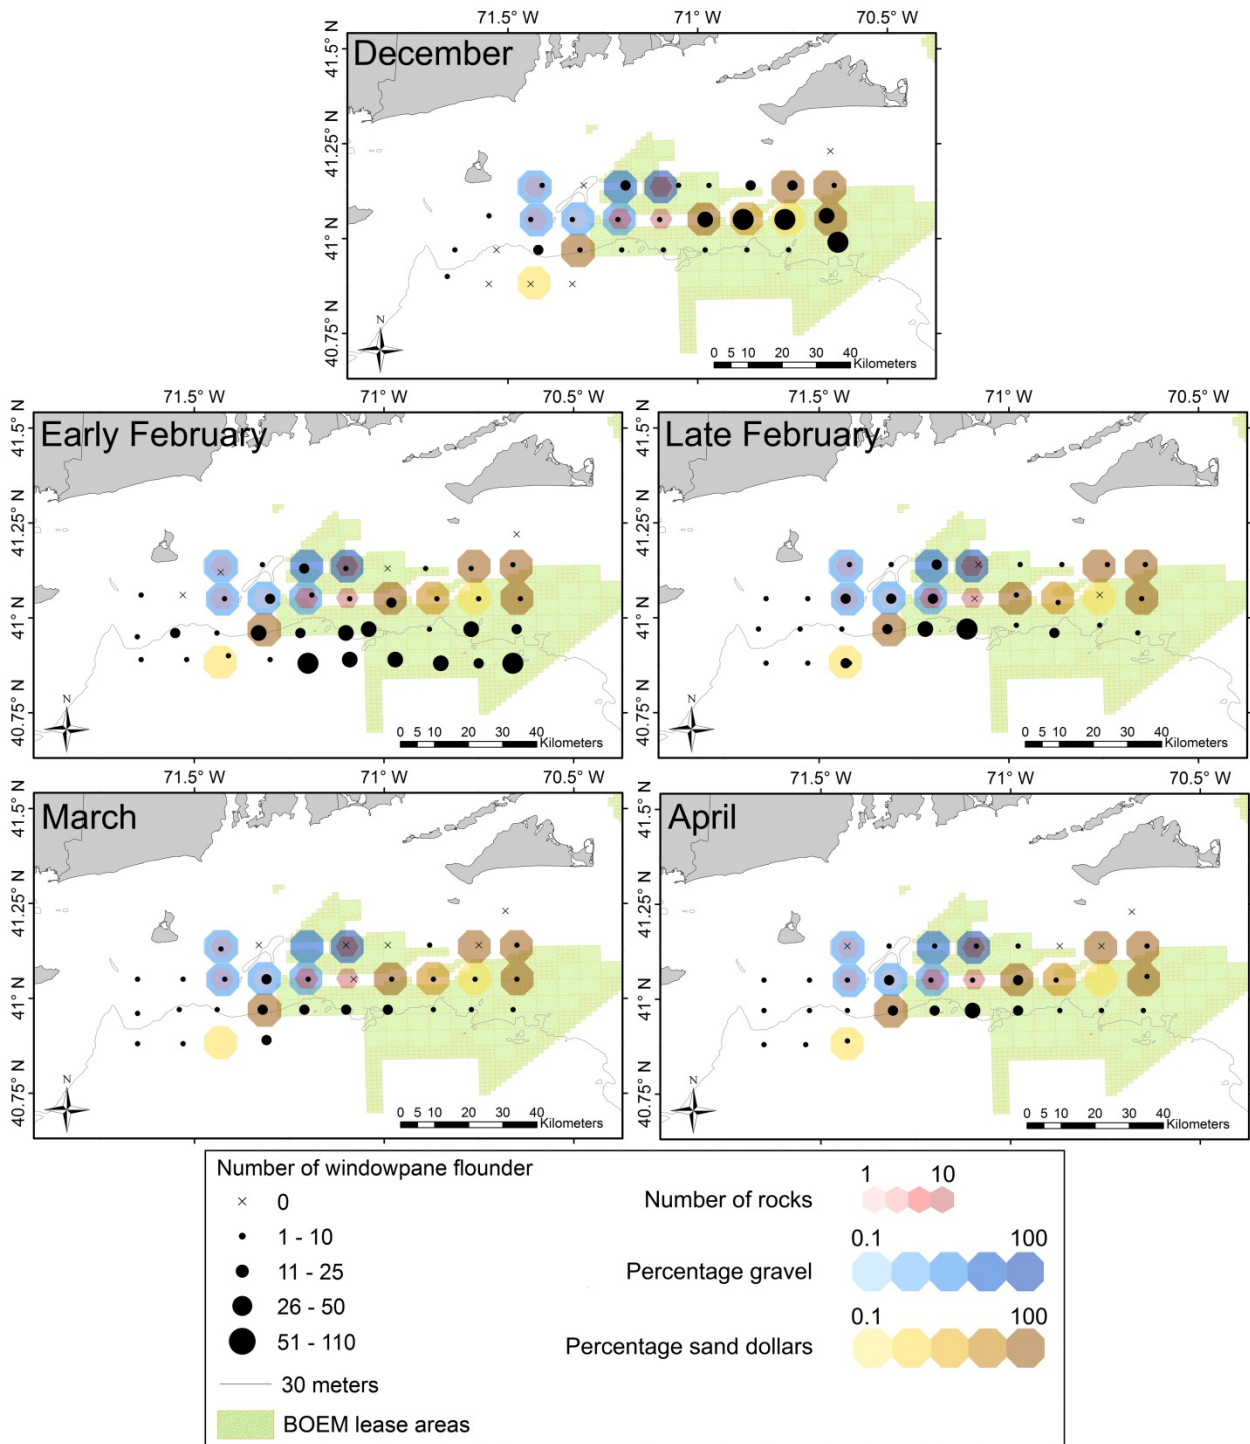 71.5° W 71° W 70.5° W
December
41.5° N
41.25° N
41° N
40.75° N
N
0 5 10 20 30 40
Kilometers
71.5° W 71° W 70.5° W
Early February
41.5° N
41.25° N
41° N
40.75° N
N
0 5 10 20 30 40
Kilometers
71.5° W 71° W 70.5° W
Late February
41.5° N
41.25° N
41° N
40.75° N
N
0 5 10 20 30 40
Kilometers
71.5° W 71° W 70.5° W
March
41.5° N
41.25° N
41° N
40.75° N
N
0 5 10 20 30 40
Kilometers
71.5° W 71° W 70.5° W
April
41.5° N
41.25° N
41° N
40.75° N
N
0 5 10 20 30 40
Kilometers
Number of windowpane flounder
0
1 - 10
11 - 25
26 - 50
51 - 110
30 meters
BOEM lease areas
1 10
Number of rocks
0.1 100
Percentage gravel
0.1 100
Percentage sand dollars